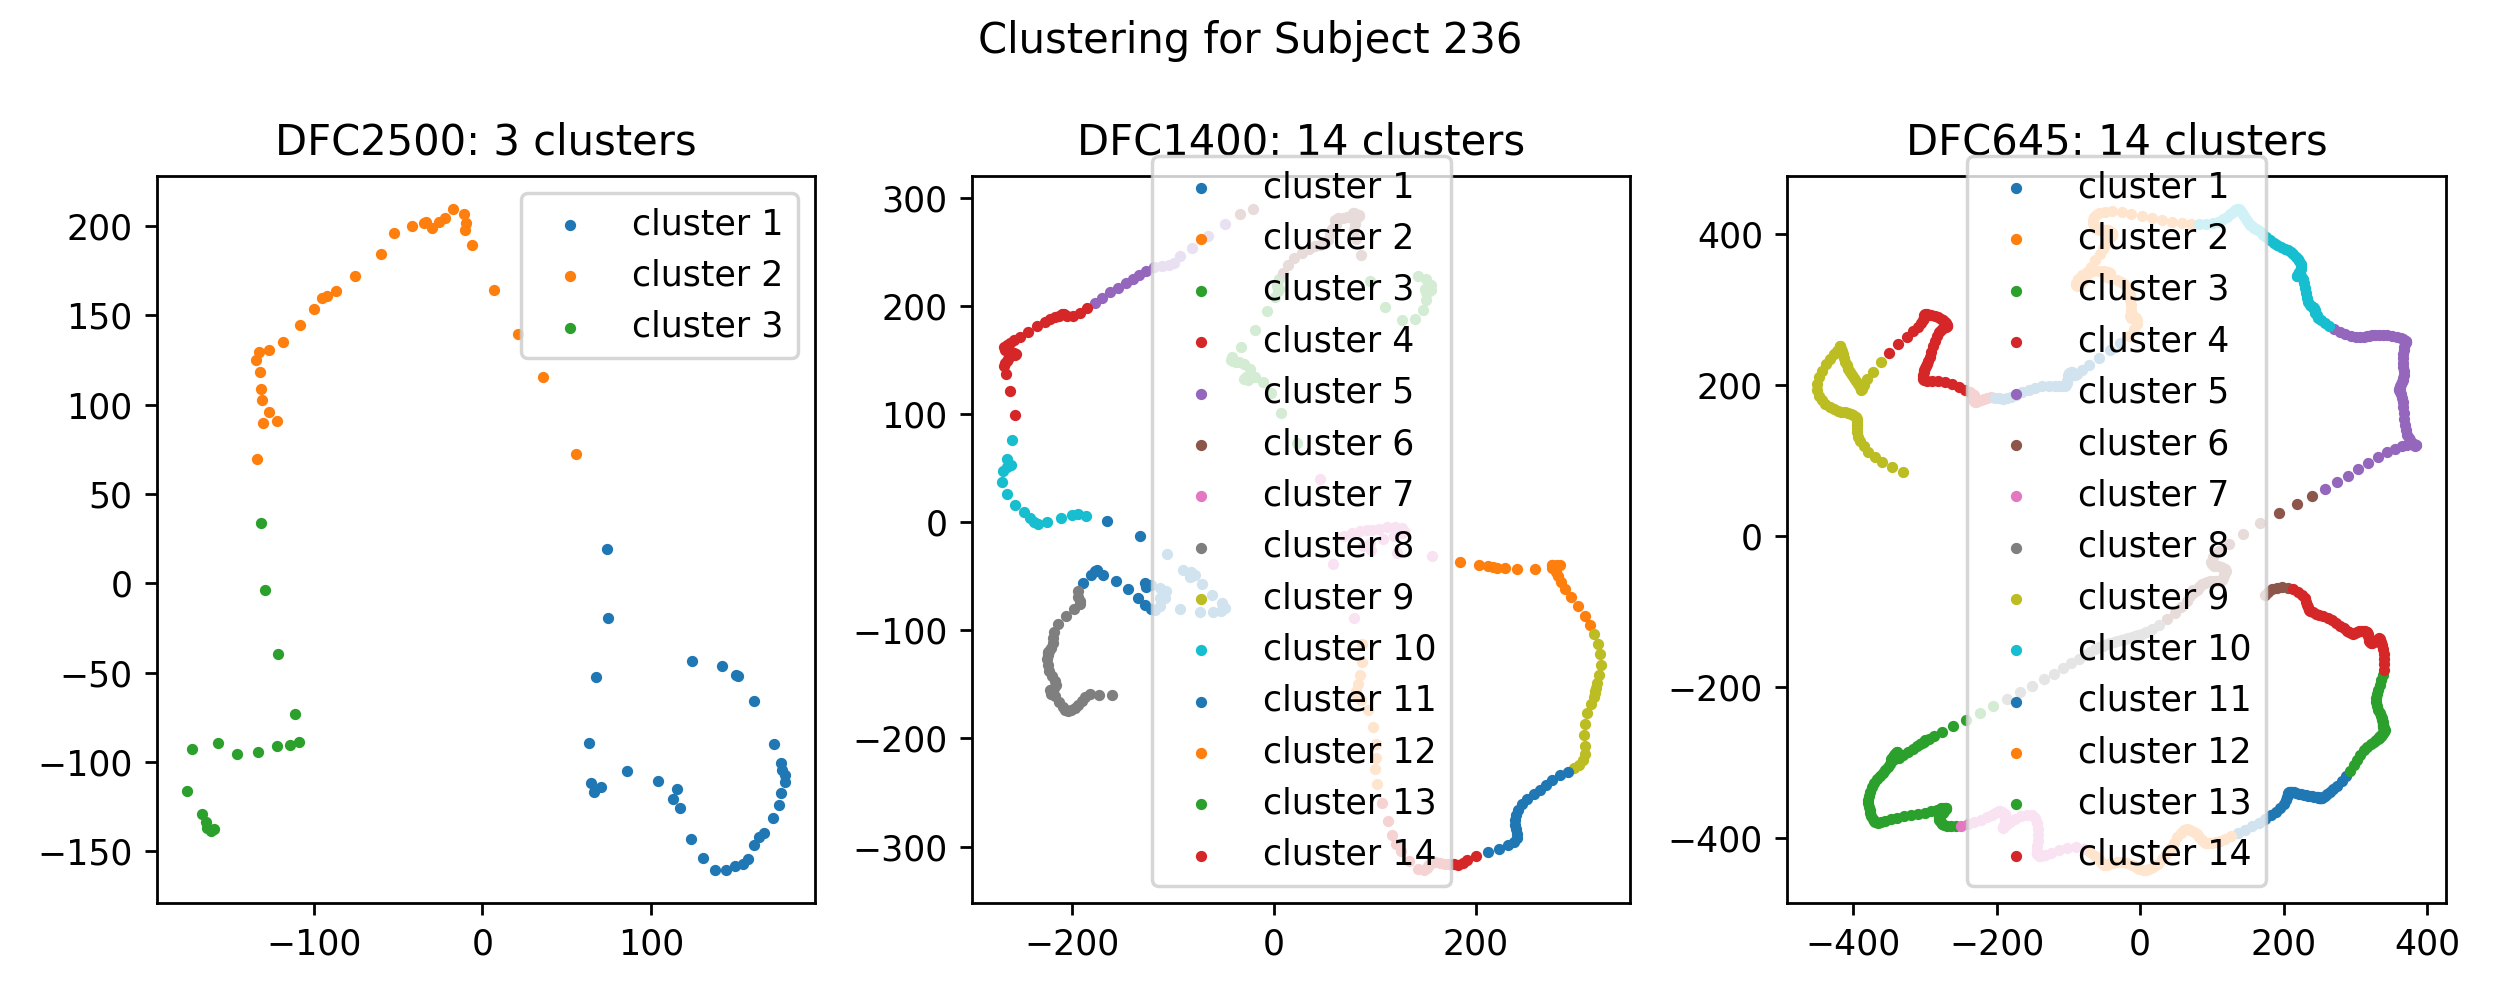 Clustering for Subject 236
DFC2500: 3 clusters
200
150
100
50
0
−50
−100
−150
−100
0
100
cluster 1
cluster 2
cluster 3
DFC1400: 14 clusters
300
200
100
0
−100
−200
−300
−200
0
200
cluster 1
cluster 2
cluster 3
cluster 4
cluster 5
cluster 6
cluster 7
cluster 8
cluster 9
cluster 10
cluster 11
cluster 12
cluster 13
cluster 14
DFC645: 14 clusters
400
200
0
−200
−400
−400
−200
0
200
400
cluster 1
cluster 2
cluster 3
cluster 4
cluster 5
cluster 6
cluster 7
cluster 8
cluster 9
cluster 10
cluster 11
cluster 12
cluster 13
cluster 14